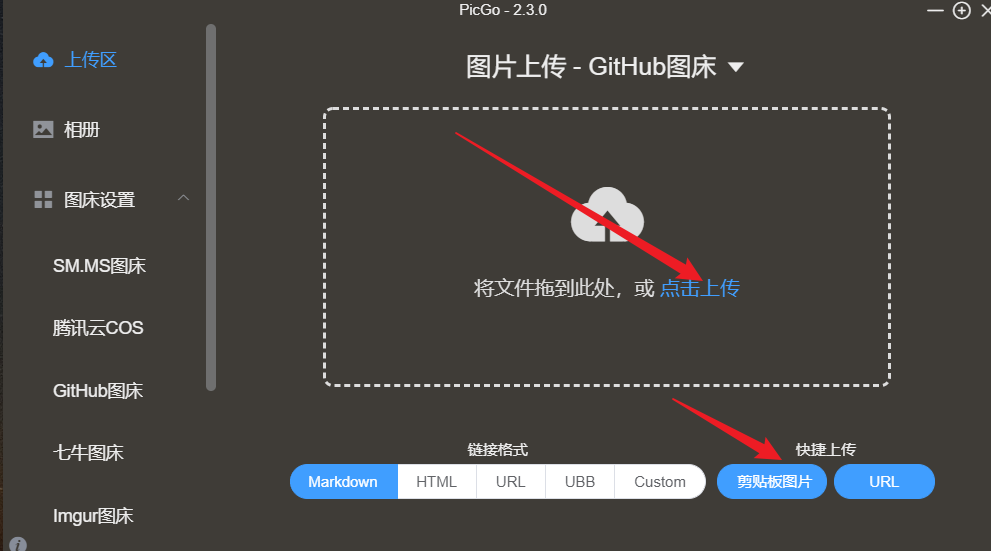 PicGo - 2.3.0
上传区
相册
图床设置
SM.MS图床
腾讯云COS
GitHub图床
七牛图床
Imgur图床
图片上传 - GitHub图床
将文件拖到此处，或 点击上传
链接格式
快捷上传
Markdown HTML URL UBB Custom
剪贴板图片 URL